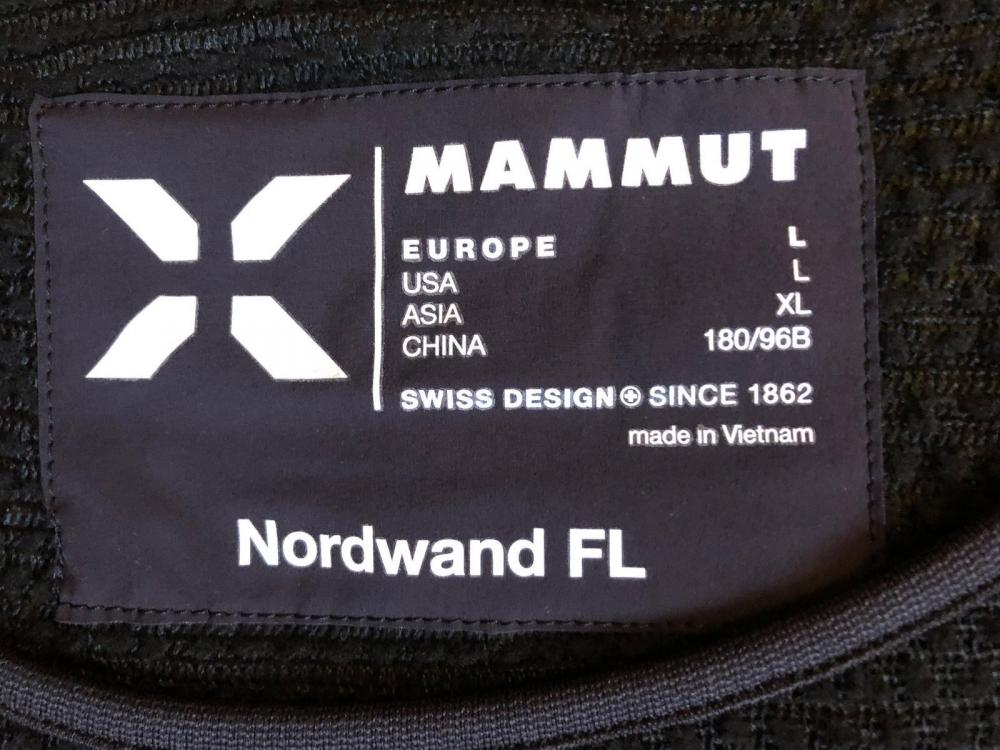 MAMMUT
EUROPE L
USA L
ASIA XL
CHINA 180/96B
SWISS DESIGN SINCE 1862
made in Vietnam
Nordwand FL